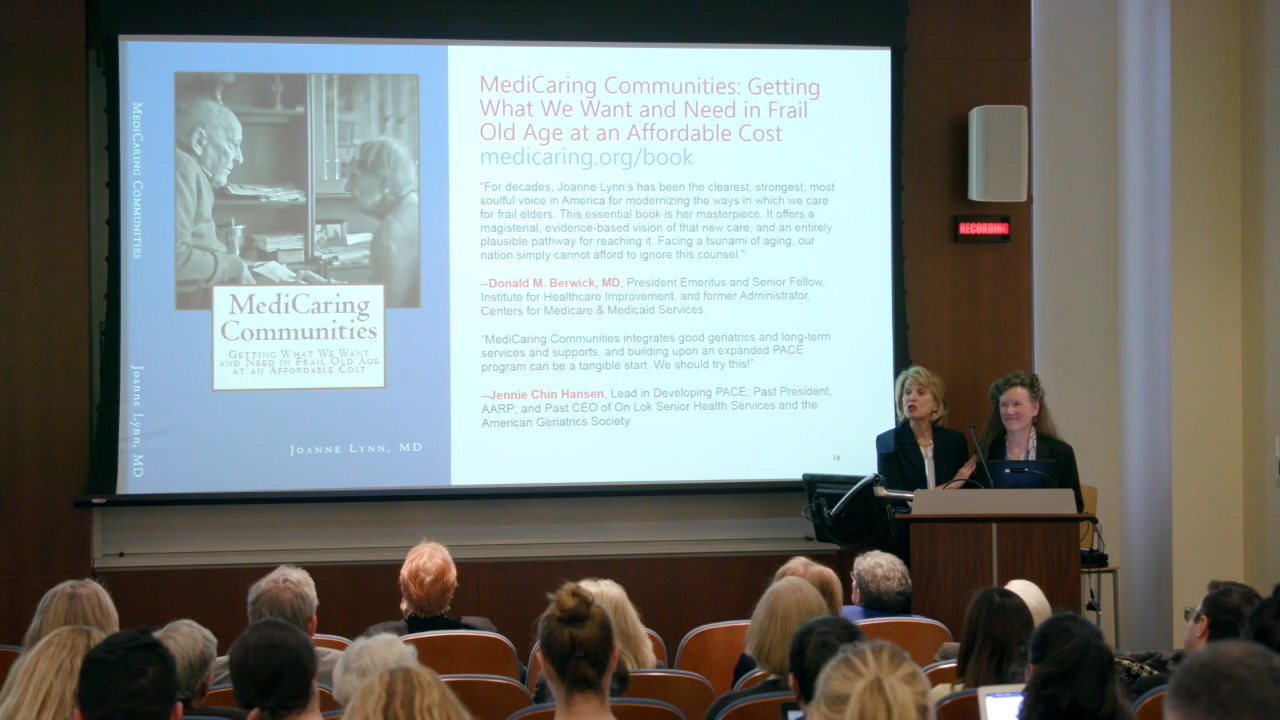 MediCaring Communities
Joanne Lynn, MD
MediCaring
Communities
Getting What We Want
and Need in Frail Old Age
at an Affordable Cost
Joanne Lynn, MD
MediCaring Communities: Getting
What We Want and Need in Frail
Old Age at an Affordable Cost
medicaring.org/book
"For decades, Joanne Lynn's has been the clearest, strongest, most
soulful voice in America for modernizing the ways in which we care
for frail elders. This essential book is her masterpiece. It offers a
magisterial, evidence-based vision of that new care, and an entirely
plausible pathway for reaching it. Facing a tsunami of aging, our
nation simply cannot afford to ignore this counsel."
--Donald M. Berwick, MD, President Emeritus and Senior Fellow,
Institute for Healthcare Improvement, and former Administrator,
Centers for Medicare & Medicaid Services.
"MediCaring Communities integrates good geriatrics and long-term
services and supports, and building upon an expanded PACE
program can be a tangible start. We should try this!"
--Jennie Chin Hansen, Lead in Developing PACE; Past President,
AARP; and Past CEO of On Lok Senior Health Services and the
American Geriatrics Society
18
RECORDING